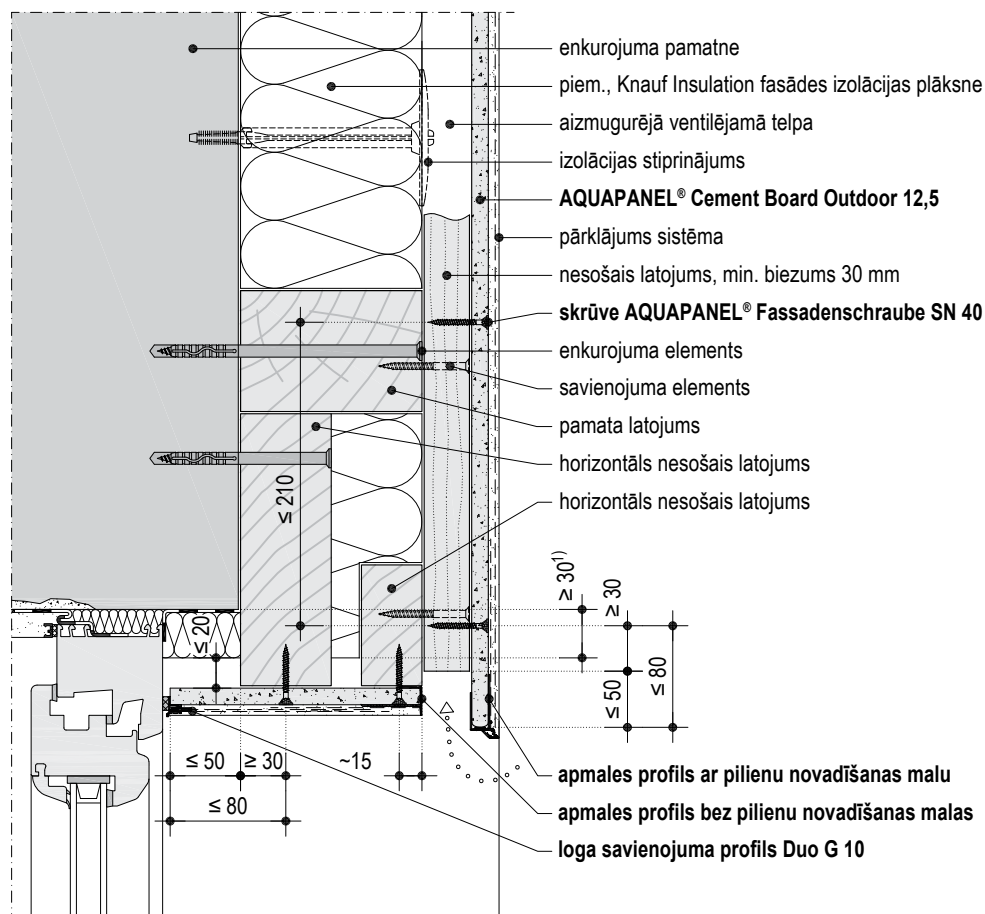 enkurojuma pamatne
piem., Knauf Insulation fasādes izolācijas plāksne
aizmugurējā ventilējamā telpa
izolācijas stiprinājums
AQUAPANEL® Cement Board Outdoor 12,5
pārklājums sistēma
nesošais latojums, min. biezums 30 mm
skrūve AQUAPANEL® Fassadenschraube SN 40
enkurojuma elements
savienojuma elements
pamata latojums
horizontāls nesošais latojums
horizontāls nesošais latojums
≤ 210
≤ 20
≥ 30¹⁾
≥ 30
≤ 50
≤ 80
≤ 50
≥ 30
~15
≤ 80
apmales profils ar pilienu novadīšanas malu
apmales profils bez pilienu novadīšanas malas
loga savienojuma profils Duo G 10